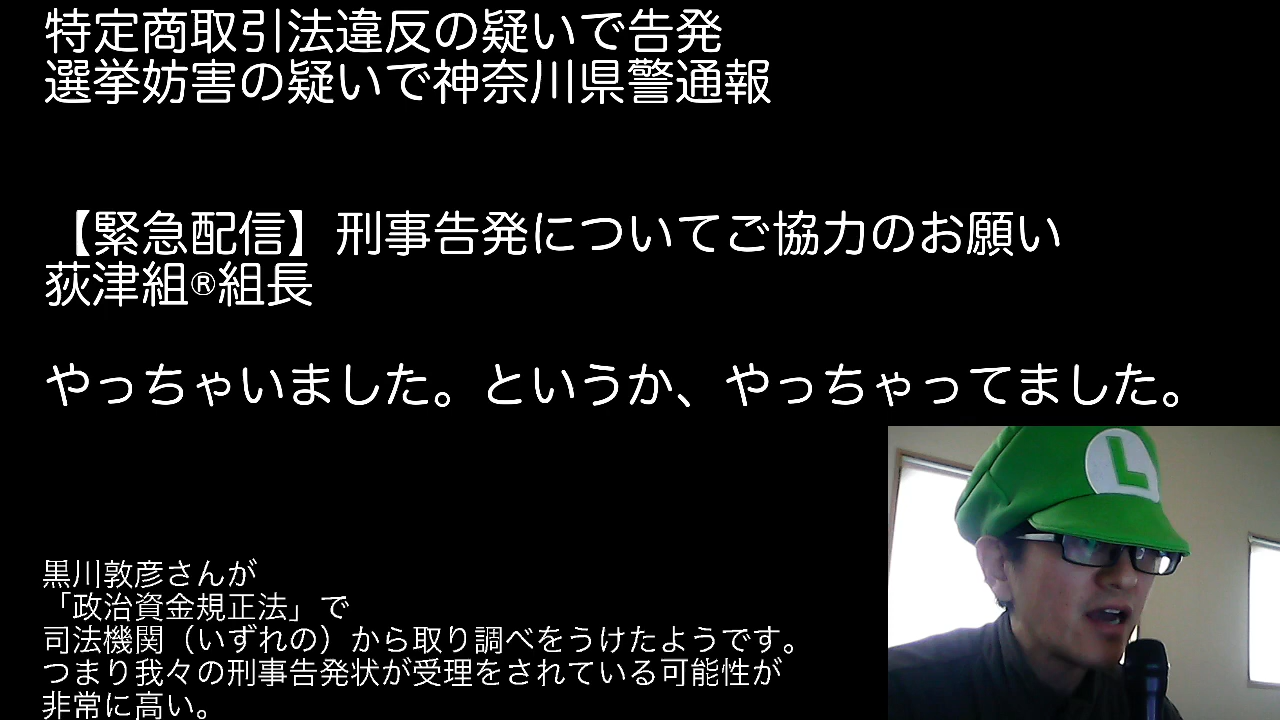 特定商取引法違反の疑いで告発
選挙妨害の疑いで神奈川県警通報
【緊急配信】刑事告発についてご協力のお願い
荻津組®組長
やっちゃいました。というか、やっちゃってました。
L
黒川敦彦さんが
「政治資金規正法」で
司法機関（いずれの）から取り調べをうけたようです。
つまり我々の刑事告発状が受理をされている可能性が
非常に高い。